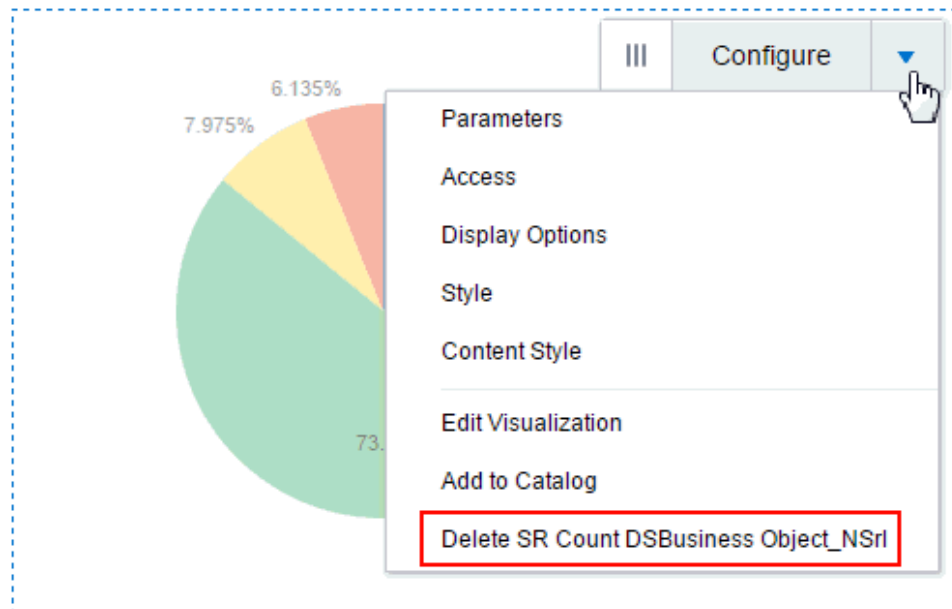 Configure
6.135%
7.975%
Parameters
Access
Display Options
Style
Content Style
Edit Visualization
73.
Add to Catalog
Delete SR Count DSBusiness Object_NSrl